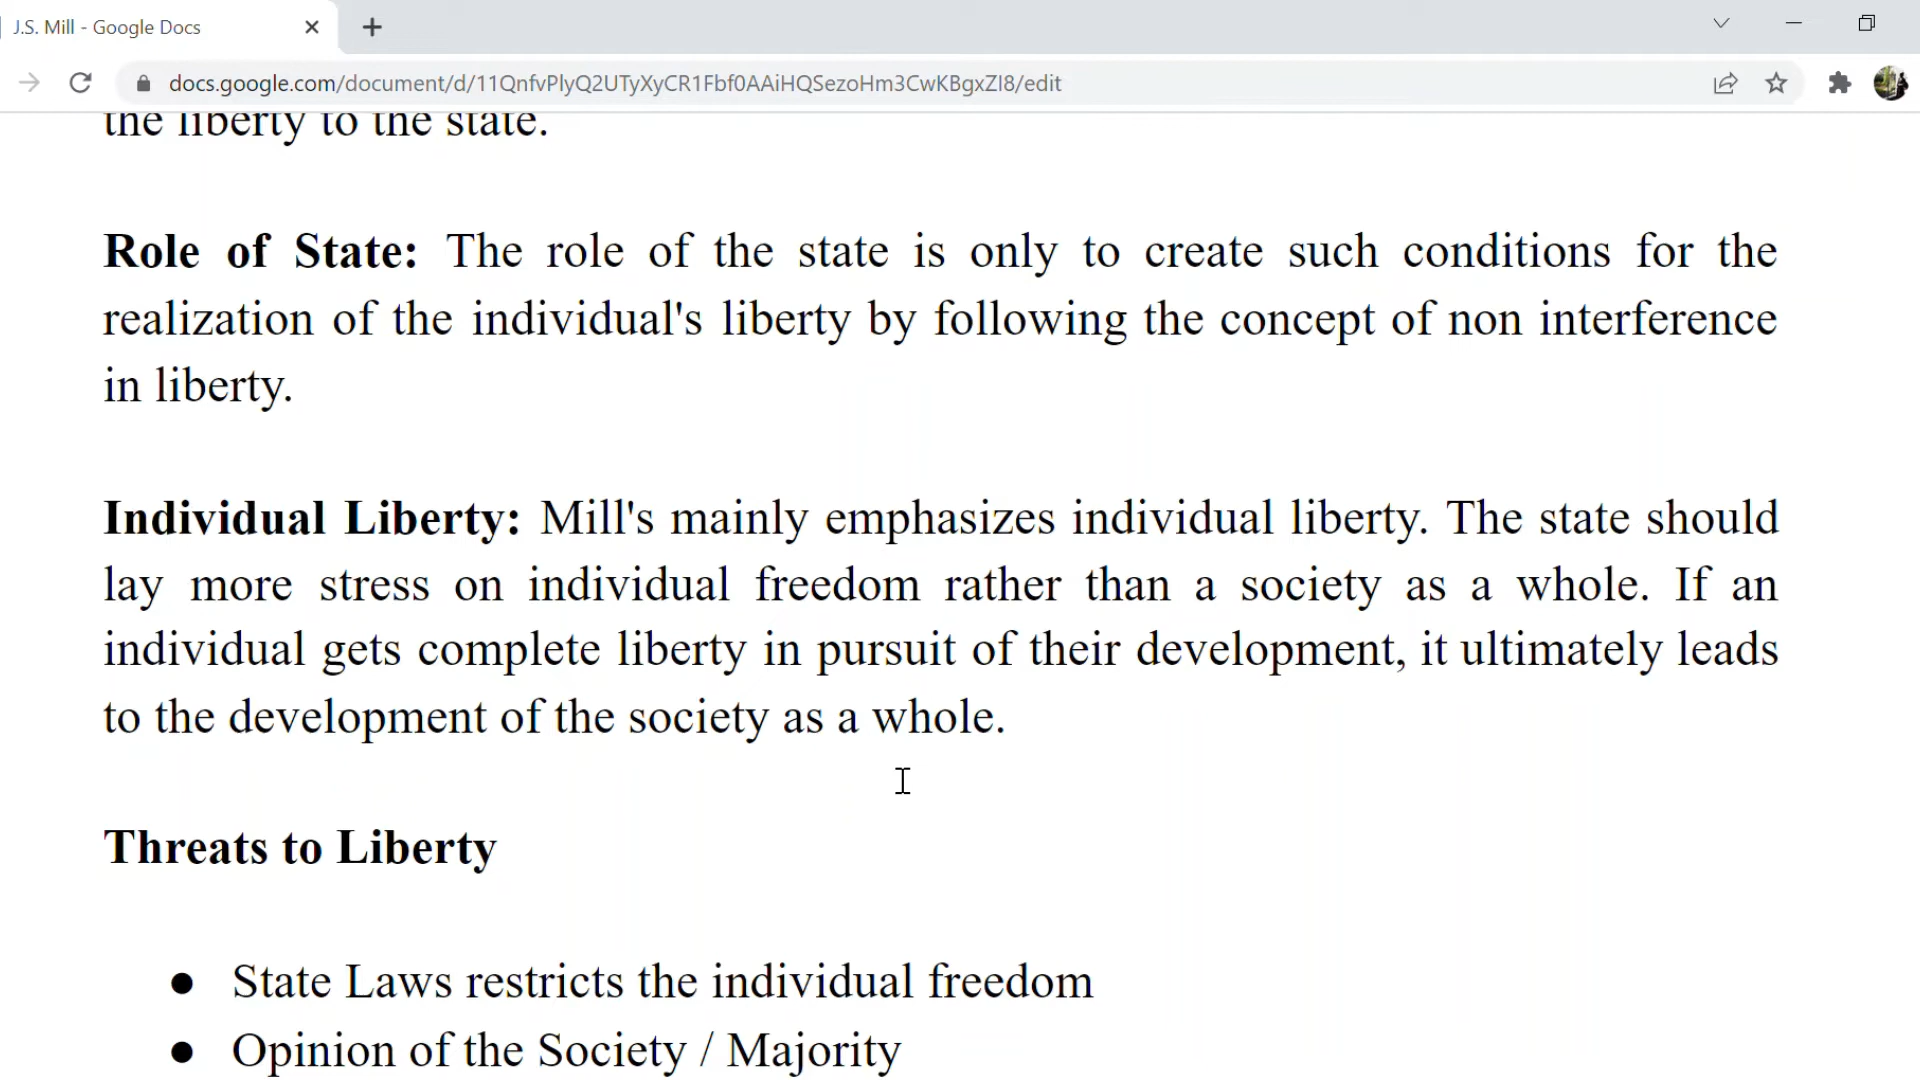 J.S. Mill - Google Docs
docs.google.com/document/d/11QnfvPlyQ2UTyXyCR1Fbf0AAiHQSezoHm3CwKBgxZI8/edit
the liberty to the state.
Role of State: The role of the state is only to create such conditions for the
realization of the individual's liberty by following the concept of non interference
in liberty.
Individual Liberty: Mill's mainly emphasizes individual liberty. The state should
lay more stress on individual freedom rather than a society as a whole. If an
individual gets complete liberty in pursuit of their development, it ultimately leads
to the development of the society as a whole.
Threats to Liberty
● State Laws restricts the individual freedom
● Opinion of the Society / Majority